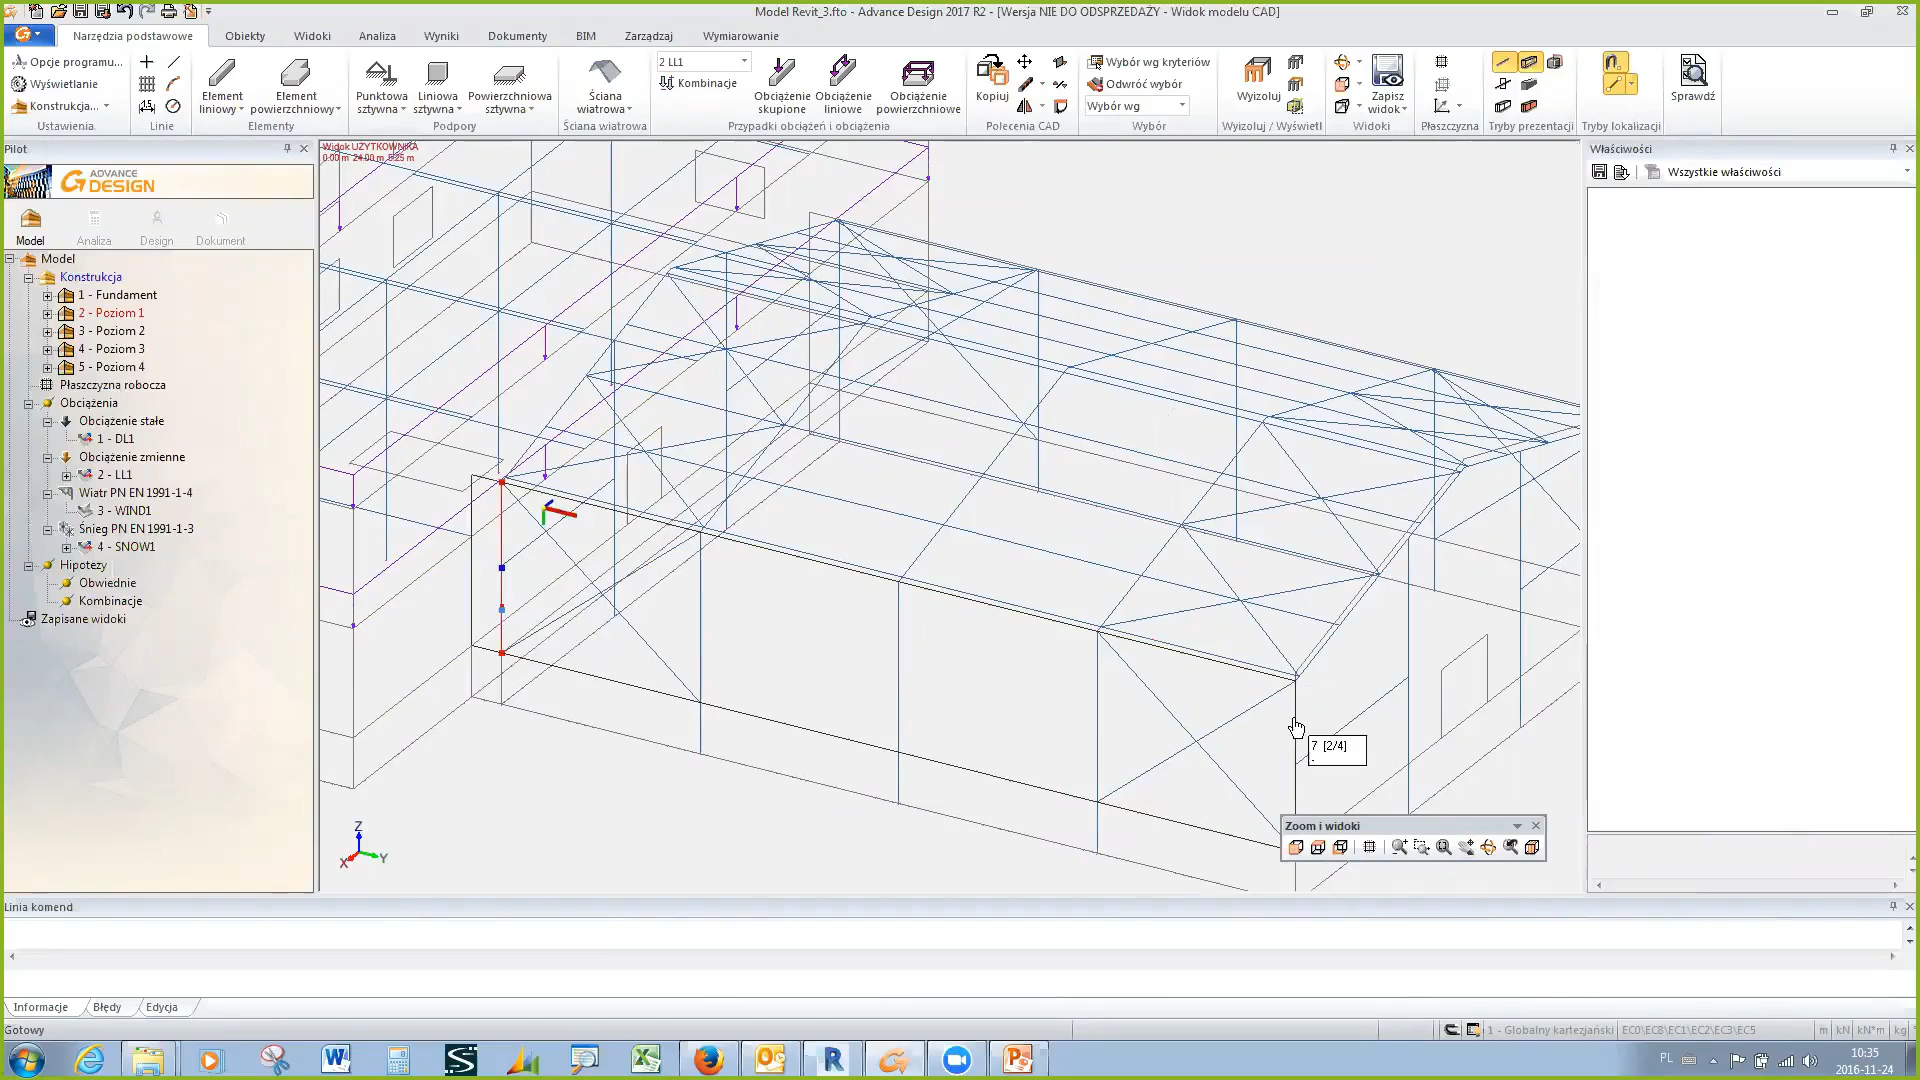 Model Revit_3.fto - Advance Design 2017 R2 - [Wersja NIE DO ODSPRZEDAŻY - Widok modelu CAD]
Narzędzia podstawowe
Obiekty
Widoki
Analiza
Wyniki
Dokumenty
BIM
Zarządzaj
Wymiarowanie
Opcje programu...
Wyświetlanie
Konstrukcja...
Ustawienia
Linie
Element liniowy
Element powierzchniowy
Elementy
Punktowa sztywna
Liniowa sztywna
Powierzchniowa sztywna
Podpory
Ściana wiatrowa
Ściana wiatrowa
2 LL1
Kombinacje
Obciążenie skupione
Obciążenie liniowe
Obciążenie powierzchniowe
Przypadki obciążeń i obciążenia
Kopiuj
Polecenia CAD
Wybór wg kryteriów
Odwróć wybór
Wybór wg
Wybór
Wyizoluj
Wyizoluj / Wyświetl
Zapisz widok
Widoki
Płaszczyzna
Tryby prezentacji
Tryby lokalizacji
Sprawdź
Pilot
ADVANCE
DESIGN
Model
Analiza
Design
Dokument
Model
Konstrukcja
1 - Fundament
2 - Poziom 1
3 - Poziom 2
4 - Poziom 3
5 - Poziom 4
Płaszczyzna robocza
Obciążenia
Obciążenie stałe
1 - DL1
Obciążenie zmienne
2 - LL1
Wiatr PN EN 1991-1-4
3 - WIND1
Śnieg PN EN 1991-1-3
4 - SNOW1
Hipotezy
Obwiednie
Kombinacje
Zapisane widoki
Widok UŻYTKOWNIKA
0.00 m 24.00 m 5.25 m
7 [2/4]
Z
X
Y
Zoom i widoki
Właściwości
Wszystkie właściwości
Linia komend
Informacje
Błędy
Edycja
Gotowy
1 - Globalny kartezjański
EC0\EC8\EC1\EC2\EC3\EC5
m
kN
kN*m
kg
PL
10:35
2016-11-24